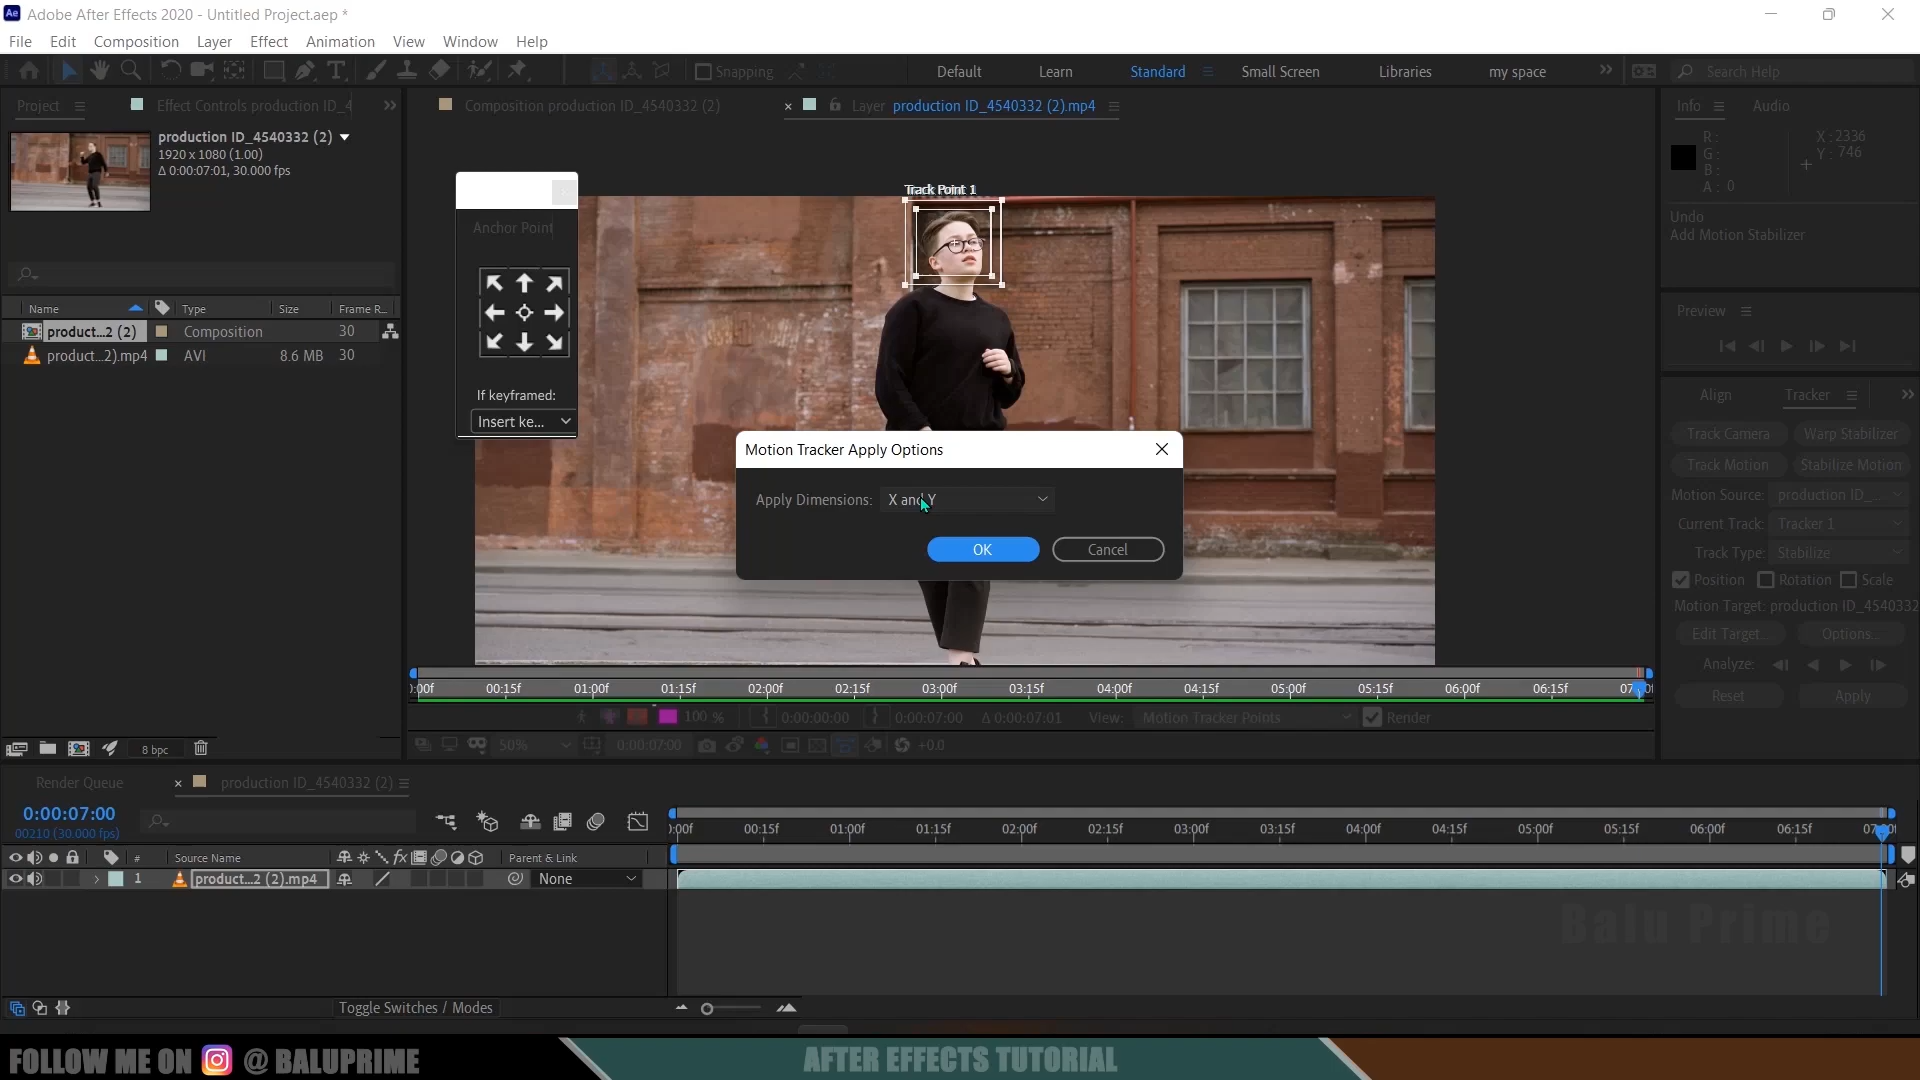 Adobe After Effects 2020 - Untitled Project.aep *
File Edit Composition Layer Effect Animation View Window Help
Snapping Default Learn Standard Small Screen Libraries my space Search Help
Project Effect Controls production ID_4
Composition production ID_4540332 (2)
Layer production ID_4540332 (2).mp4
Info Audio
production ID_4540332 (2)
1920 x 1080 (1.00)
Δ 0:00:07:01, 30.000 fps
R :
G :
B :
A : 0
X : 2336
Y : 746
Undo
Add Motion Stabilizer
Track Point 1
Anchor Point
If keyframed:
Insert ke...
Name Type Size Frame R...
product...2 (2) Composition 30
product...2).mp4 AVI 8.6 MB 30
Preview
Align Tracker
Track Camera Warp Stabilizer
Track Motion Stabilize Motion
Motion Source: production ID_...
Current Track: Tracker 1
Track Type: Stabilize
Position Rotation Scale
Motion Target: production ID_4540332
Edit Target... Options...
Analyze:
Reset Apply
Motion Tracker Apply Options
Apply Dimensions: X and Y
OK Cancel
):00f 00:15f 01:00f 01:15f 02:00f 02:15f 03:00f 03:15f 04:00f 04:15f 05:00f 05:15f 06:00f 06:15f
100 % 0:00:00:00 0:00:07:00 Δ 0:00:07:01 View: Motion Tracker Points Render
50% 0:00:07:00 +0.0
8 bpc
Render Queue production ID_4540332 (2)
0:00:07:00
00210 (30.000 fps)
):00f 00:15f 01:00f 01:15f 02:00f 02:15f 03:00f 03:15f 04:00f 04:15f 05:00f 05:15f 06:00f 06:15f
# Source Name fx Parent & Link
1 product...2 (2).mp4 None
Balu Prime
Toggle Switches / Modes
FOLLOW ME ON @ BALUPRIME
AFTER EFFECTS TUTORIAL